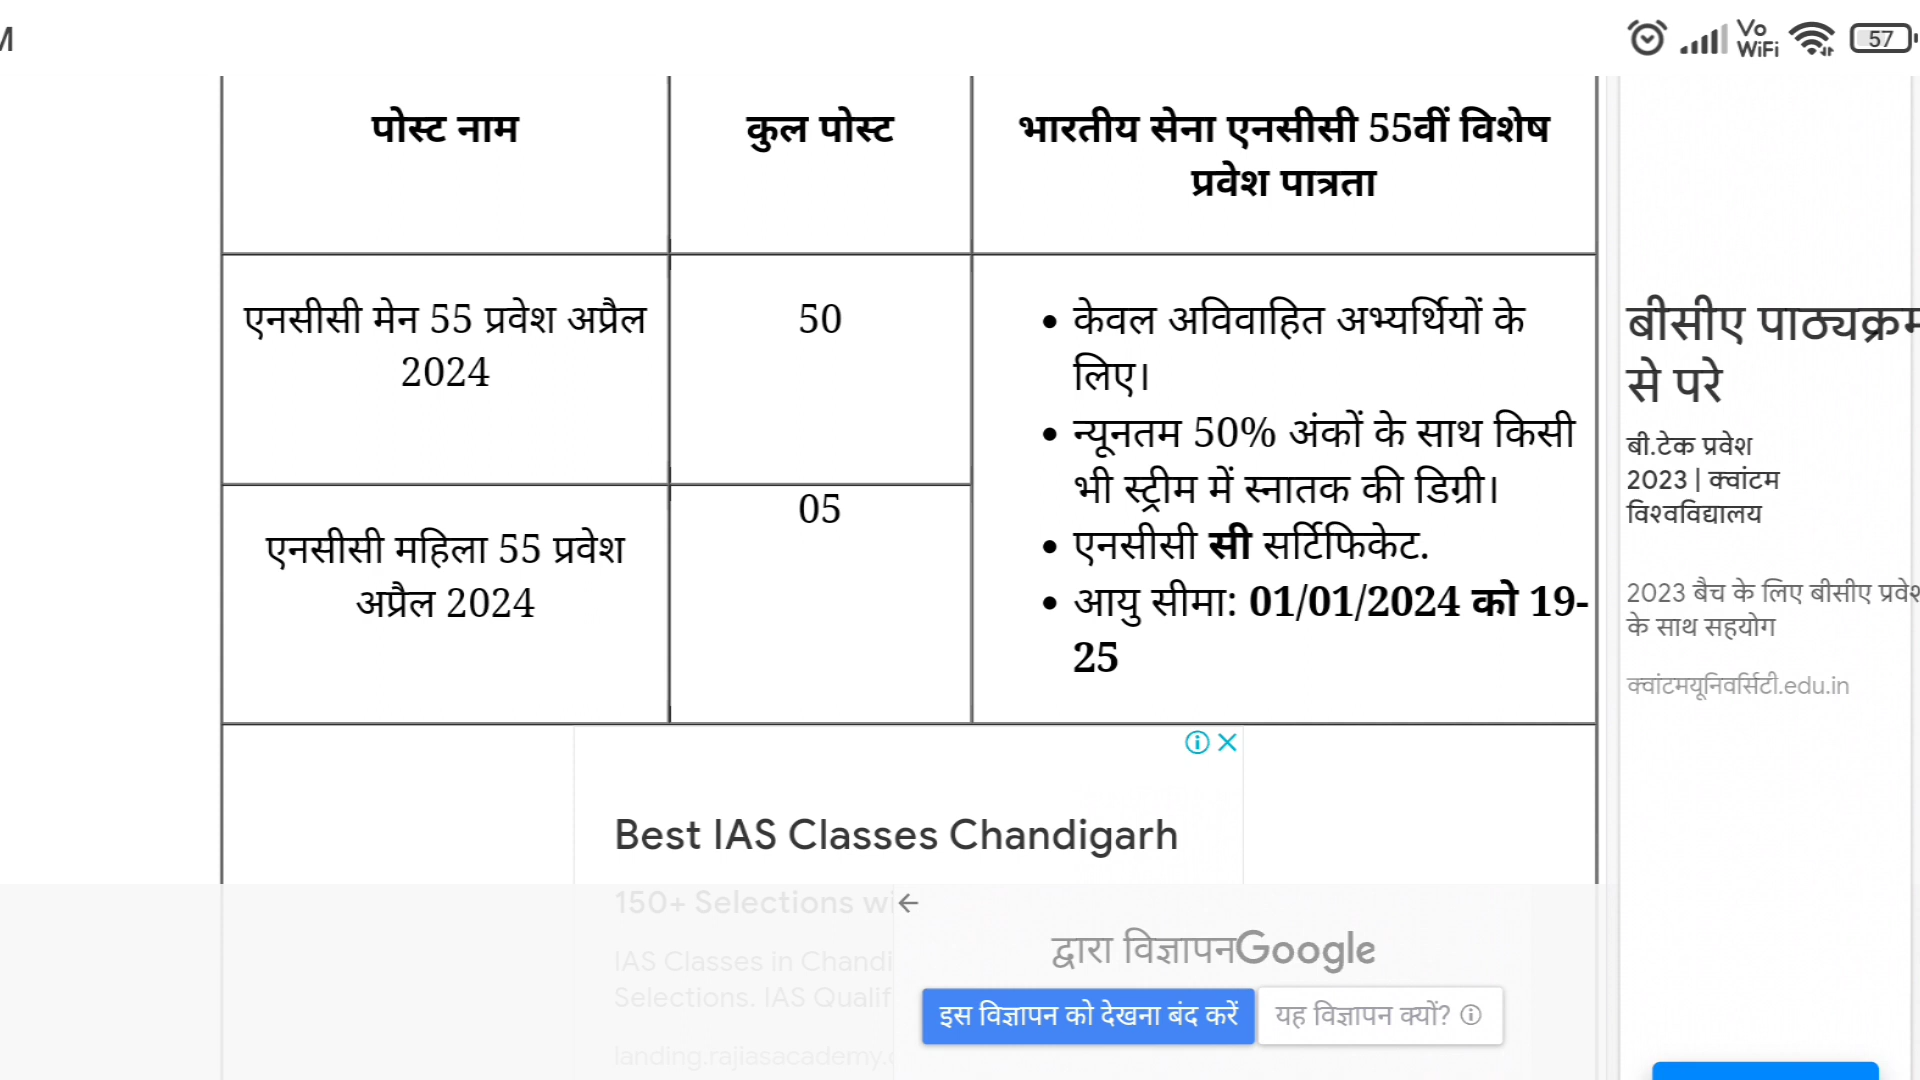 M
Vo
WiFi
57
पोस्ट नाम
कुल पोस्ट
भारतीय सेना एनसीसी 55वीं विशेष
प्रवेश पात्रता
एनसीसी मेन 55 प्रवेश अप्रैल
2024
50
• केवल अविवाहित अभ्यर्थियों के
लिए।
• न्यूनतम 50% अंकों के साथ किसी
भी स्ट्रीम में स्नातक की डिग्री।
• एनसीसी सी सर्टिफिकेट.
• आयु सीमा: 01/01/2024 को 19-
25
एनसीसी महिला 55 प्रवेश
अप्रैल 2024
05
बीसीए पाठ्यक्रम
से परे
बी.टेक प्रवेश
2023 | क्वांटम
विश्वविद्यालय
2023 बैच के लिए बीसीए प्रवेश
के साथ सहयोग
क्वांटमयूनिवर्सिटी.edu.in
Best IAS Classes Chandigarh
150+ Selections wi
IAS Classes in Chandi
Selections. IAS Qualif
landing.rajiasacademy.
द्वारा विज्ञापनGoogle
इस विज्ञापन को देखना बंद करें
यह विज्ञापन क्यों?